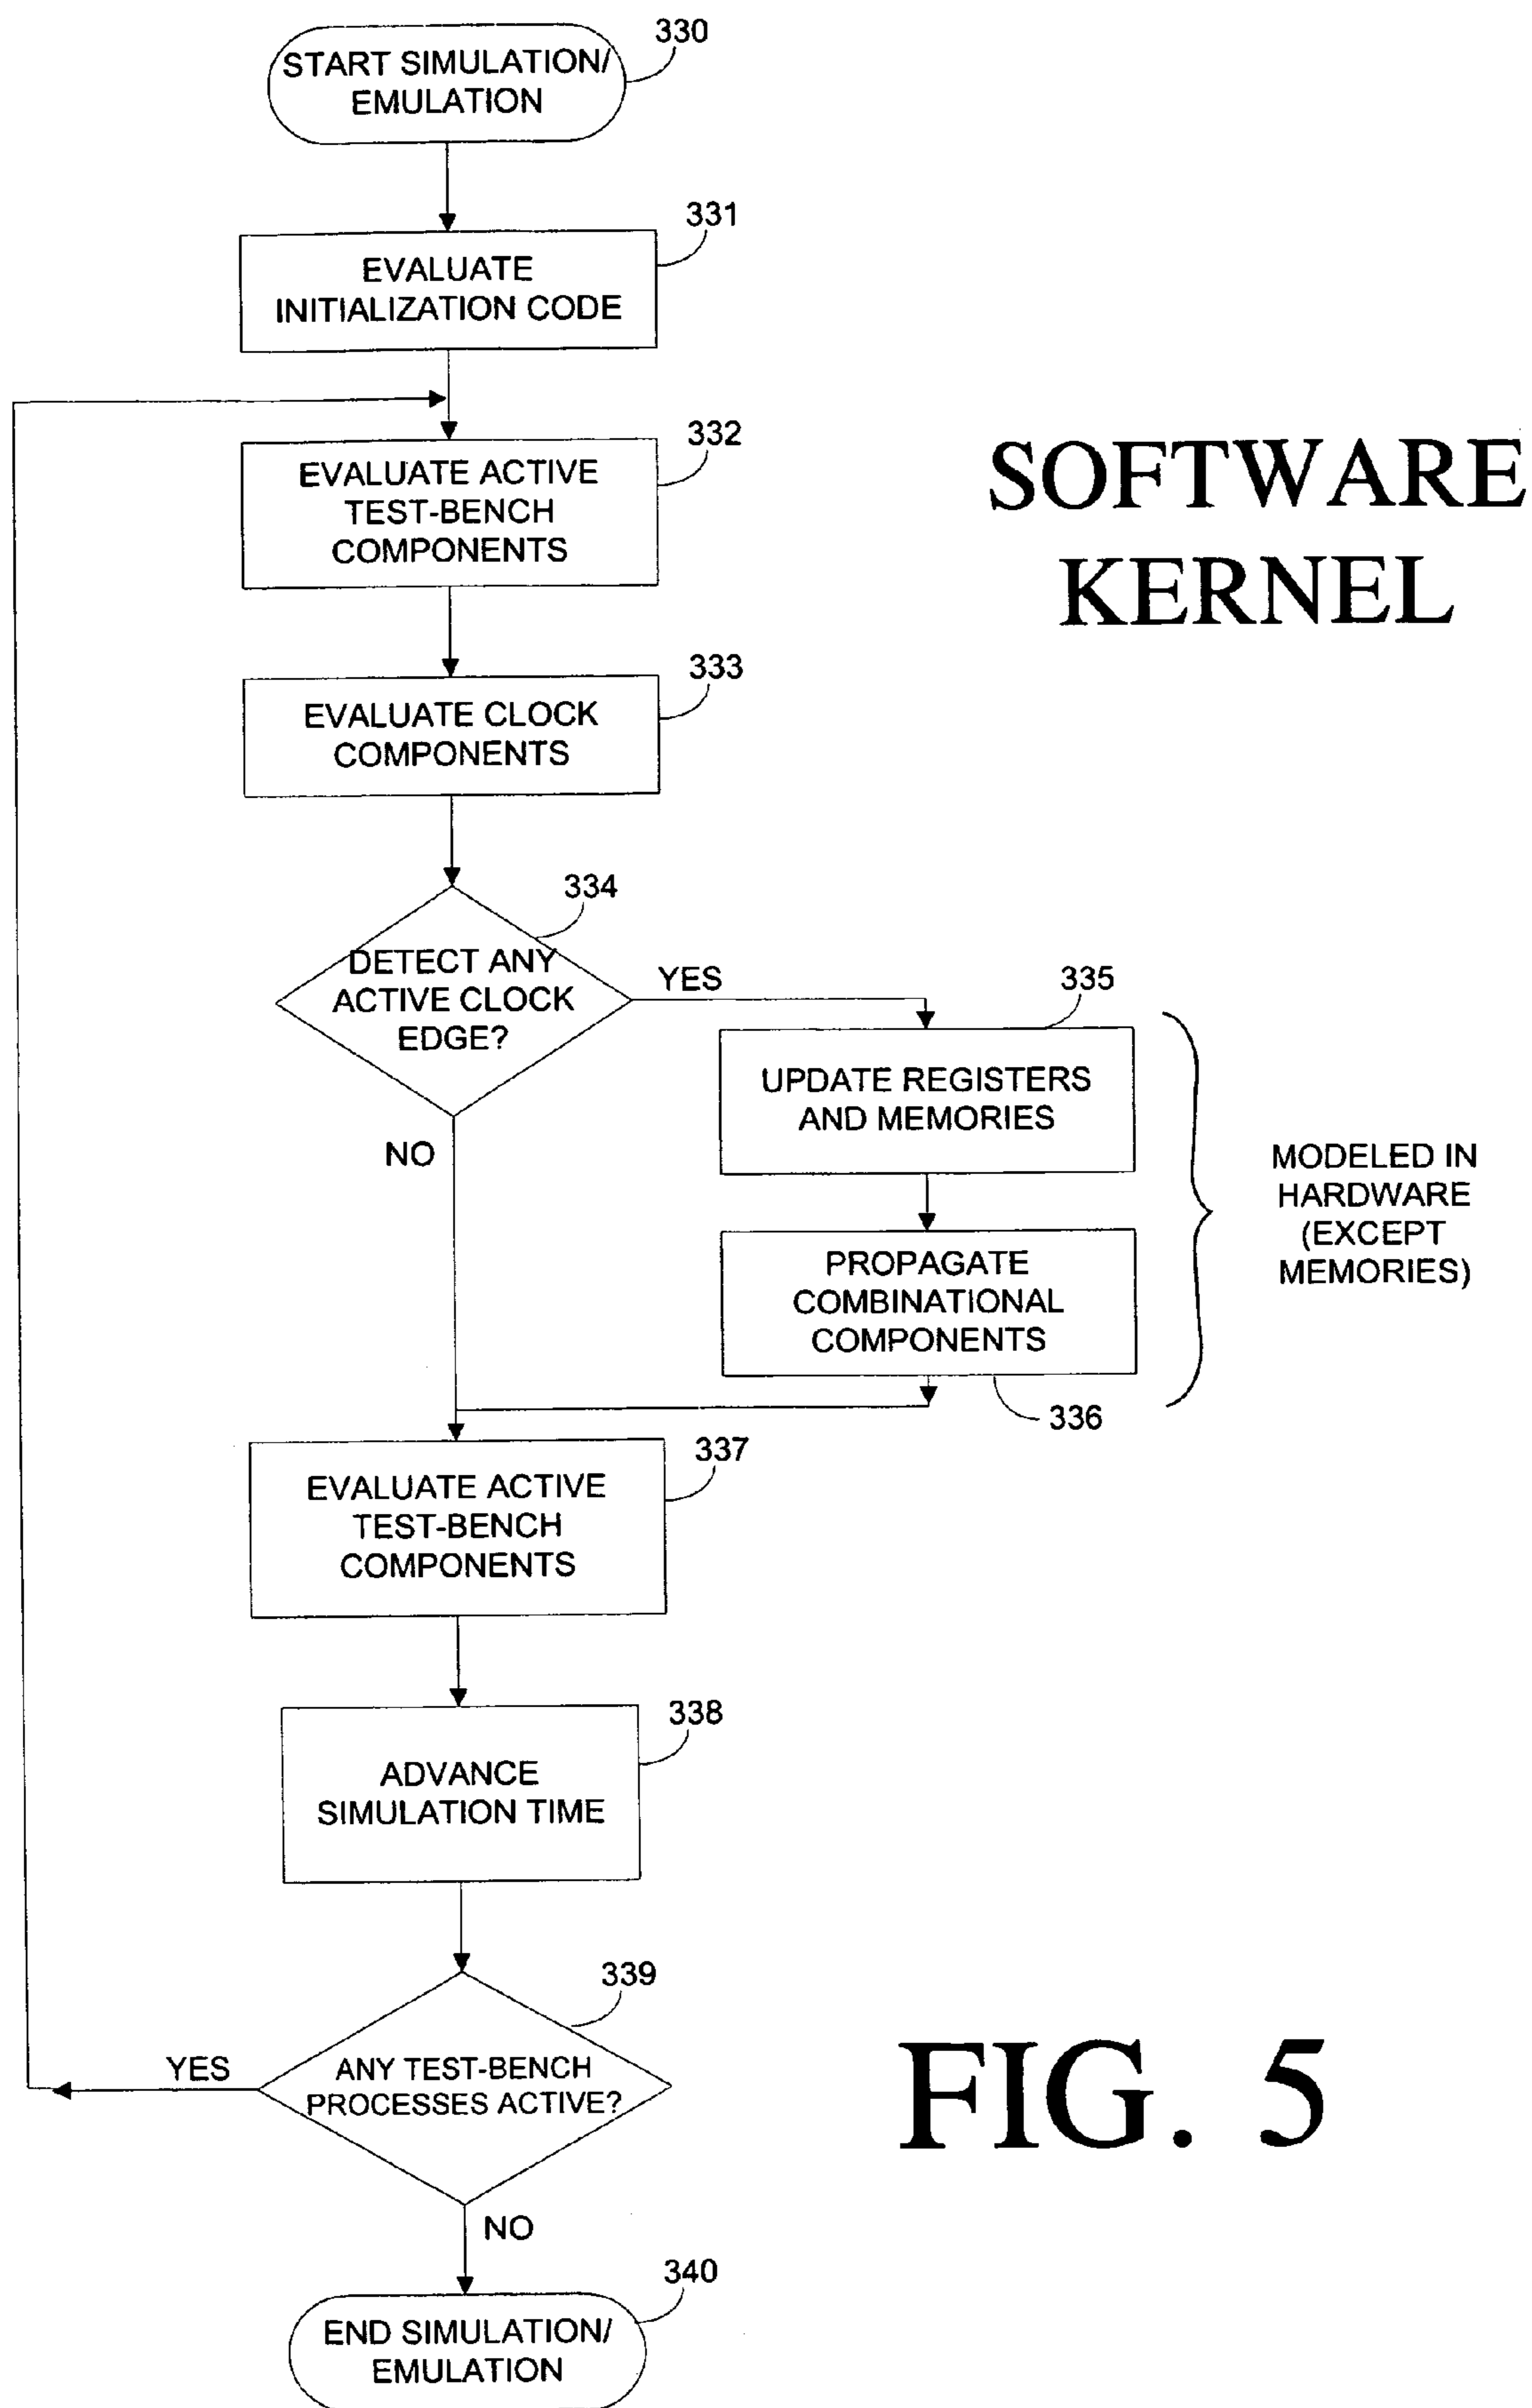 330
START SIMULATION/
EMULATION
331
EVALUATE
INITIALIZATION CODE
332
EVALUATE ACTIVE
TEST-BENCH
COMPONENTS
SOFTWARE
KERNEL
333
EVALUATE CLOCK
COMPONENTS
334
DETECT ANY
ACTIVE CLOCK
EDGE?
YES
NO
335
UPDATE REGISTERS
AND MEMORIES
PROPAGATE
COMBINATIONAL
COMPONENTS
336
MODELED IN
HARDWARE
(EXCEPT
MEMORIES)
337
EVALUATE ACTIVE
TEST-BENCH
COMPONENTS
338
ADVANCE
SIMULATION TIME
339
YES
ANY TEST-BENCH
PROCESSES ACTIVE?
NO
FIG. 5
340
END SIMULATION/
EMULATION